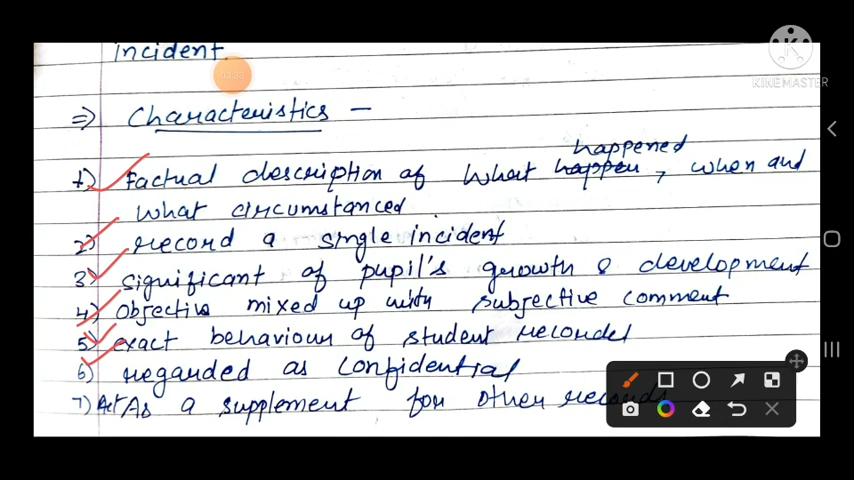 incident
⇒ Characteristics -
happened
1) Factual description of what happen, when and
what circumstanced
2) record a single incident
3) significant of pupil's growth & development
4) objective mixed up with subjective comment
5) exact behaviour of student recorded
6) regarded as confidential
7) Act As a supplement for other records
KINEMASTER